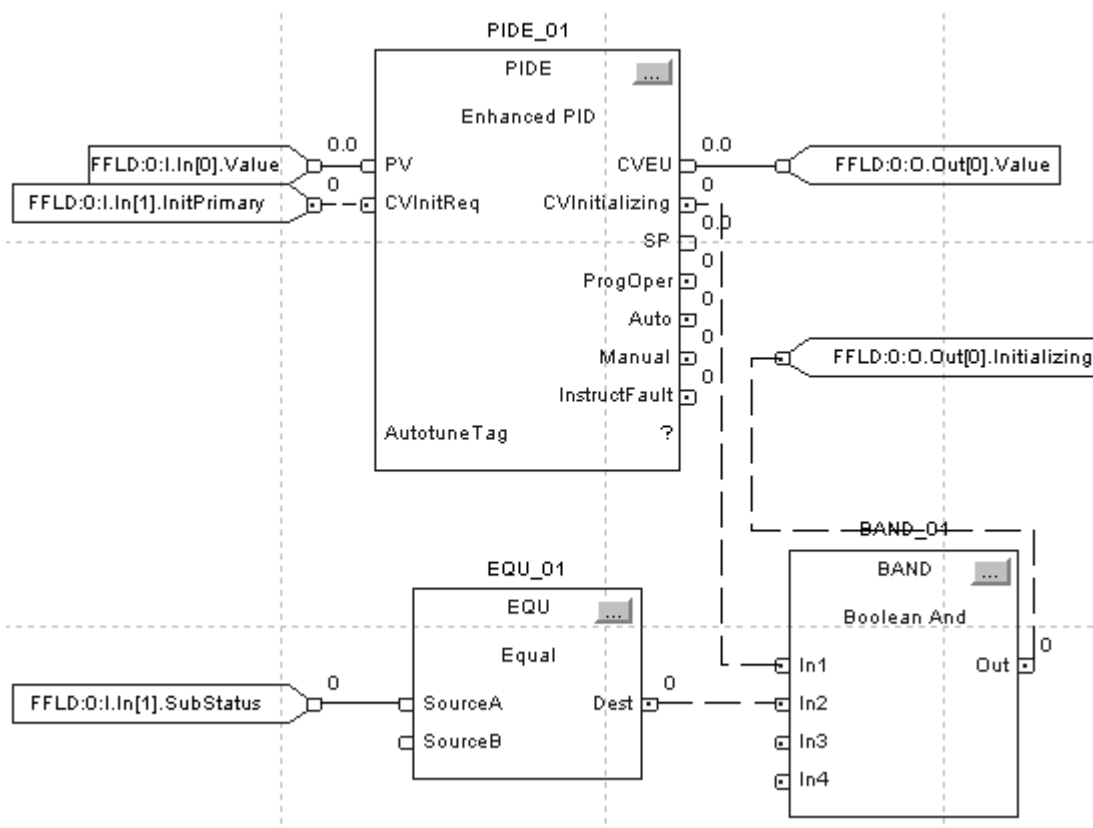 PIDE_01
PIDE
...
Enhanced PID
0.0
0.0
FFLD:0:I.In[0].Value
PV
CVEU
FFLD:0:O.Out[0].Value
0
0
FFLD:0:I.In[1].InitPrimary
CVInitReq
CVInitializing
0.0
SP
0
ProgOper
0
Auto
0
Manual
FFLD:0:O.Out[0].Initializing
0
InstructFault
AutotuneTag
?
BAND_01
EQU_01
BAND
...
EQU
...
Boolean And
Equal
0
In1
Out
0
0
FFLD:0:I.In[1].SubStatus
SourceA
Dest
In2
SourceB
In3
In4